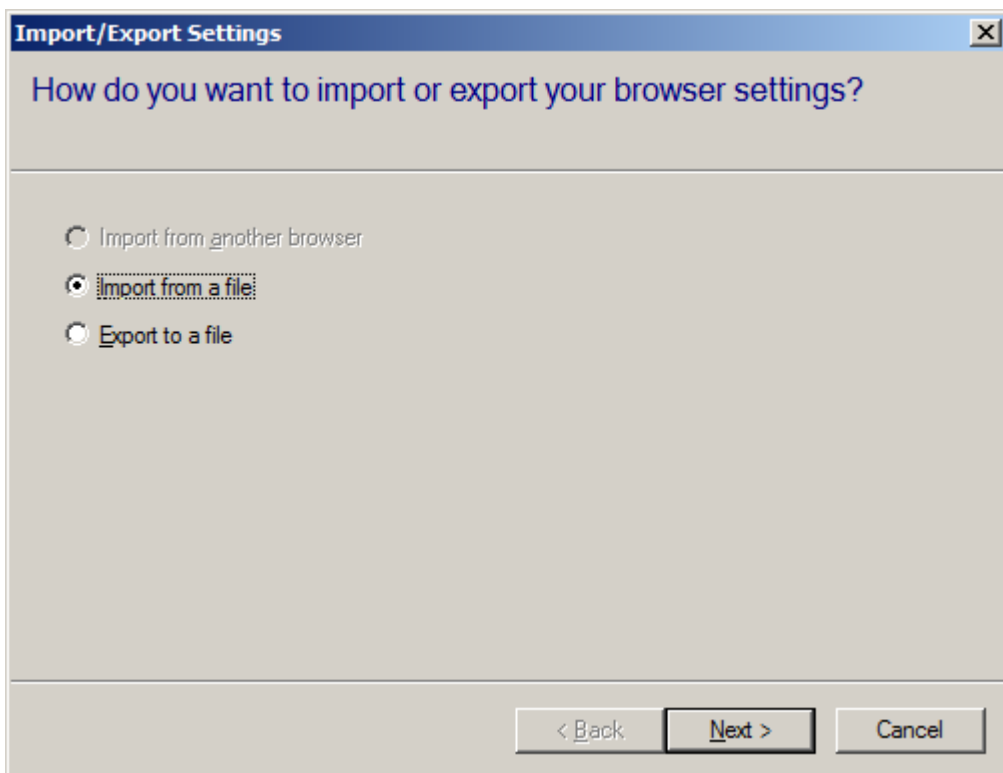 Import/Export Settings
How do you want to import or export your browser settings?
Import from another browser
Import from a file
Export to a file
< Back
Next >
Cancel